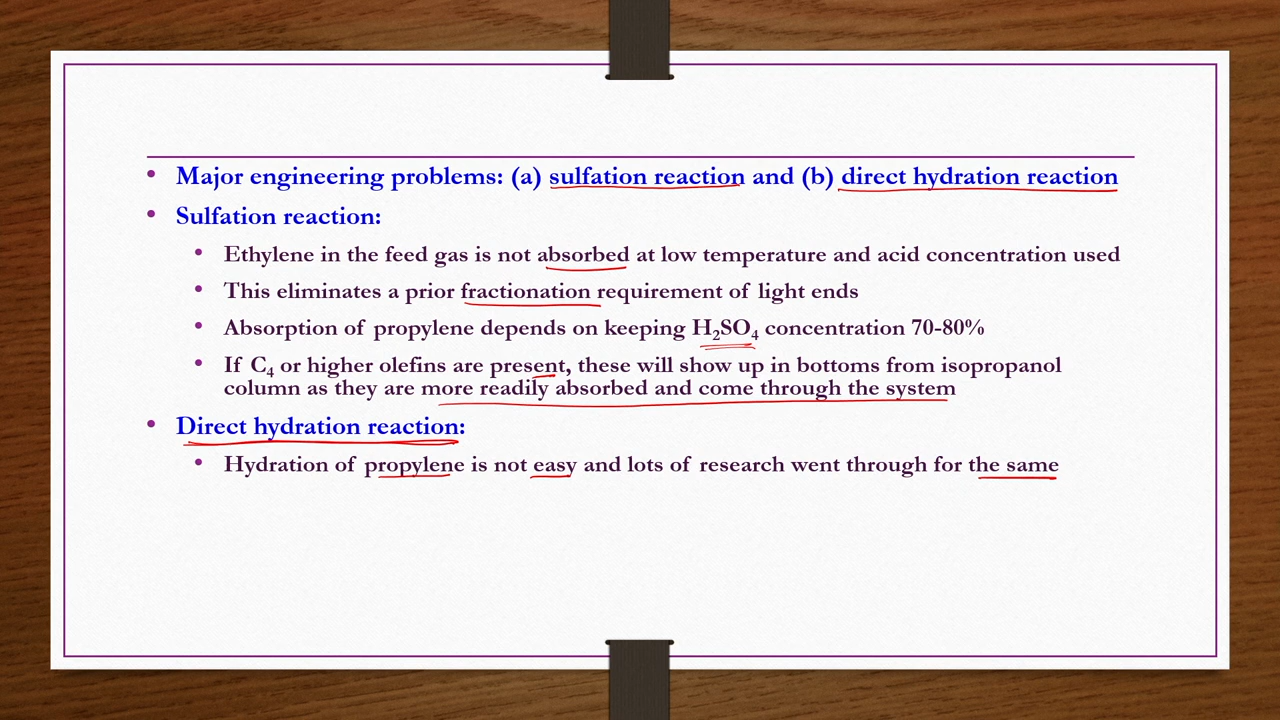 • Major engineering problems: (a) sulfation reaction and (b) direct hydration reaction
• Sulfation reaction:
• Ethylene in the feed gas is not absorbed at low temperature and acid concentration used
• This eliminates a prior fractionation requirement of light ends
• Absorption of propylene depends on keeping H₂SO₄ concentration 70-80%
• If C₄ or higher olefins are present, these will show up in bottoms from isopropanol
column as they are more readily absorbed and come through the system
• Direct hydration reaction:
• Hydration of propylene is not easy and lots of research went through for the same